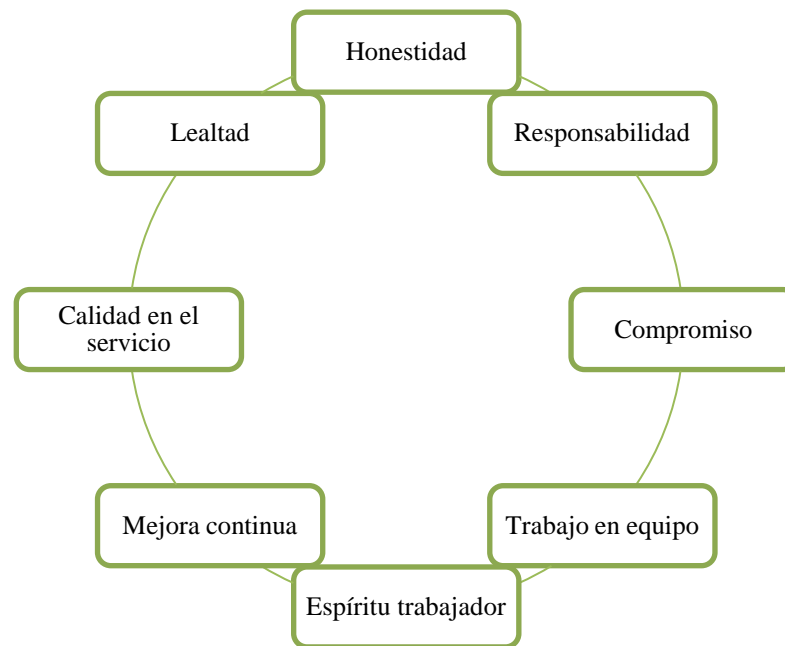 Honestidad
Responsabilidad
Compromiso
Trabajo en equipo
Espíritu trabajador
Mejora continua
Calidad en el
servicio
Lealtad